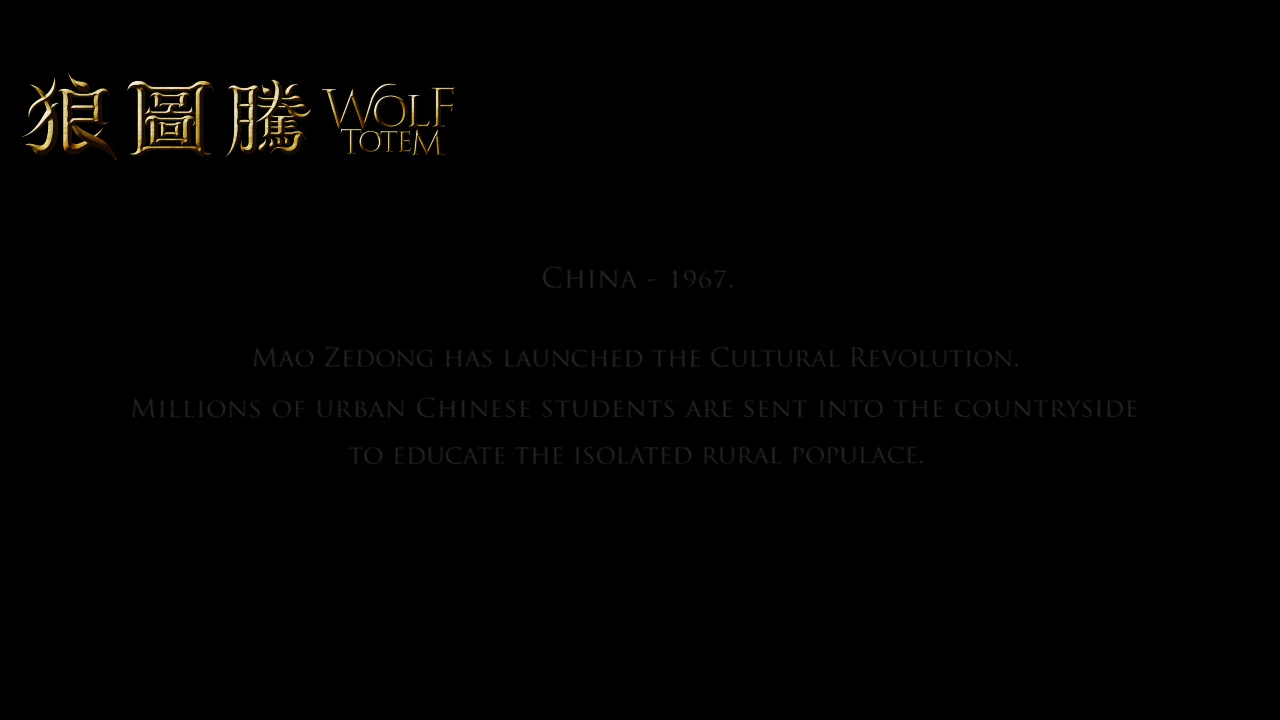 狼圖騰 WOLF TOTEM
CHINA - 1967.
MAO ZEDONG HAS LAUNCHED THE CULTURAL REVOLUTION.
MILLIONS OF URBAN CHINESE STUDENTS ARE SENT INTO THE COUNTRYSIDE
TO EDUCATE THE ISOLATED RURAL POPULACE.